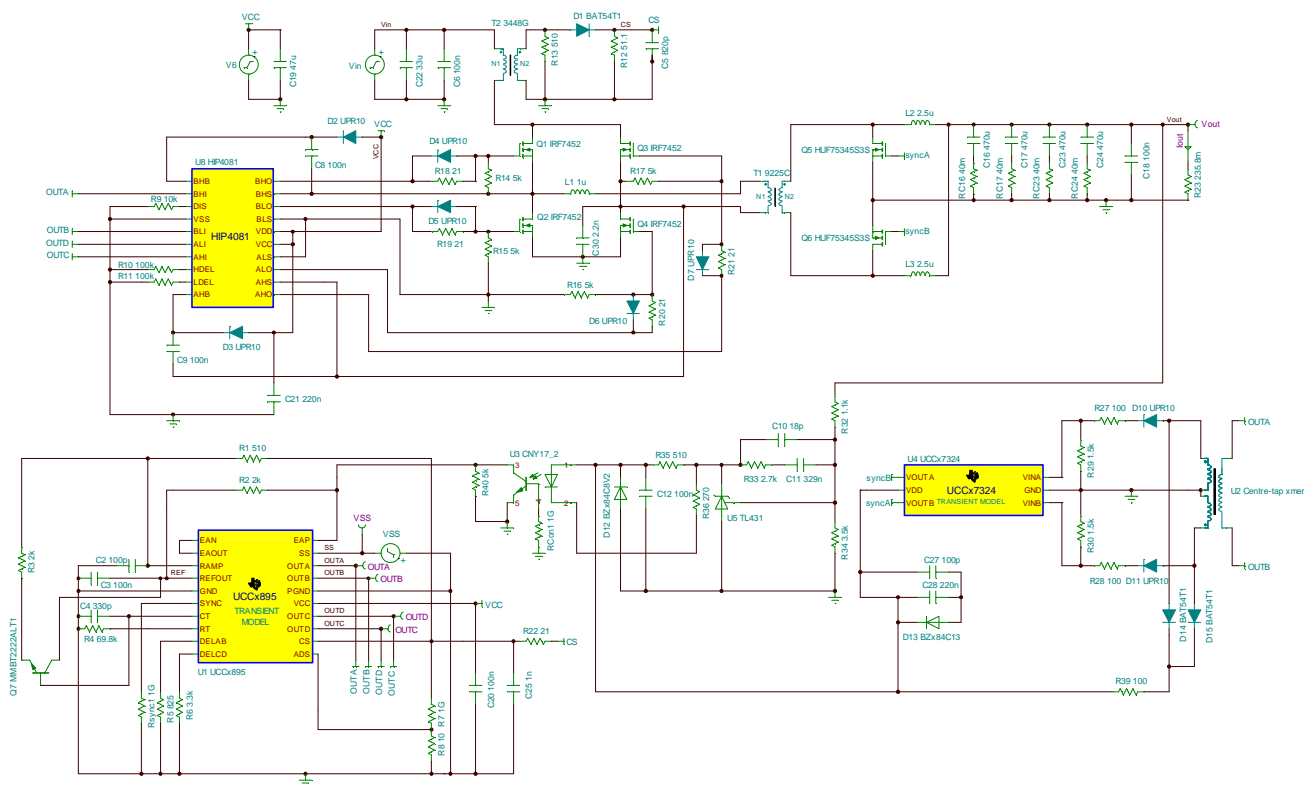 VCC
V6
C19 47u
Vin
Vin
C22 33u
C6 100n
T2 3448G
N1
N2
R13 510
D1 BAT54T1
CS
CS
R12 51.1
C5 820p
D2 UPR10
VCC
VCC
C8 100n
U8 HIP4081
HIP4081
BHB
BHI
DIS
VSS
BLI
ALI
AHI
HDEL
LDEL
AHB
BHO
BHS
BLO
BLS
VDD
VCC
ALS
ALO
AHS
AHO
OUTA
OUTB
OUTD
OUTC
R9 10k
R10 100k
R11 100k
D3 UPR10
C9 100n
C21 220n
D4 UPR10
R18 21
R14 5k
D5 UPR10
R19 21
R15 5k
Q1 IRF7452
Q2 IRF7452
Q3 IRF7452
Q4 IRF7452
R17 5k
L1 1u
C30 2.2n
R16 5k
D6 UPR10
R20 21
D7 UPR10
R21 21
T1 9225C
N1
N2
Q5 HUF75345S3S
Q6 HUF75345S3S
syncA
syncB
L2 2.5u
L3 2.5u
RC16 40m
C16 470u
RC17 40m
C17 470u
RC23 40m
C23 470u
RC24 40m
C24 470u
C18 100n
Vout
Vout
Iout
R23 235.8m
R1 510
R2 2k
R3 2k
C2 100p
C3 100n
REF
C4 330p
R4 69.8k
Q7 MMBT2222ALT1
Rsync1 1G
R5 825
R6 3.3k
UCCx895
TRANSIENT
MODEL
U1 UCCx895
EAN
EAOUT
RAMP
REFOUT
GND
SYNC
CT
RT
DELAB
DELCD
EAP
SS
OUTA
OUTB
PGND
VCC
OUTC
OUTD
CS
ADS
SS
OUTA
OUTB
OUTD
OUTC
VSS
VSS
OUTA
OUTB
OUTD
OUTC
OUTA
OUTB
OUTD
OUTC
VCC
R22 21
CS
C20 100n
C25 1n
R7 1G
R8 10
R40 5k
U3 CNY17_2
3
5
4
1
2
RCon1 1G
D12 BZx84C8V2
R35 510
C12 100n
R36 270
U5 TL431
C10 18p
R33 2.7k
C11 329n
R32 1.1k
R34 3.5k
U4 UCCx7324
UCCx7324
TRANSIENT MODEL
VOUTA
VDD
VOUTB
VINA
GND
VINB
syncB
syncA
C27 100p
C28 220n
D13 BZx84C13
R27 100
D10 UPR10
R29 1.5k
R30 1.5k
R28 100
D11 UPR10
D14 BAT54T1
D15 BAT54T1
R39 100
OUTA
OUTB
U2 Centre-tap xmer